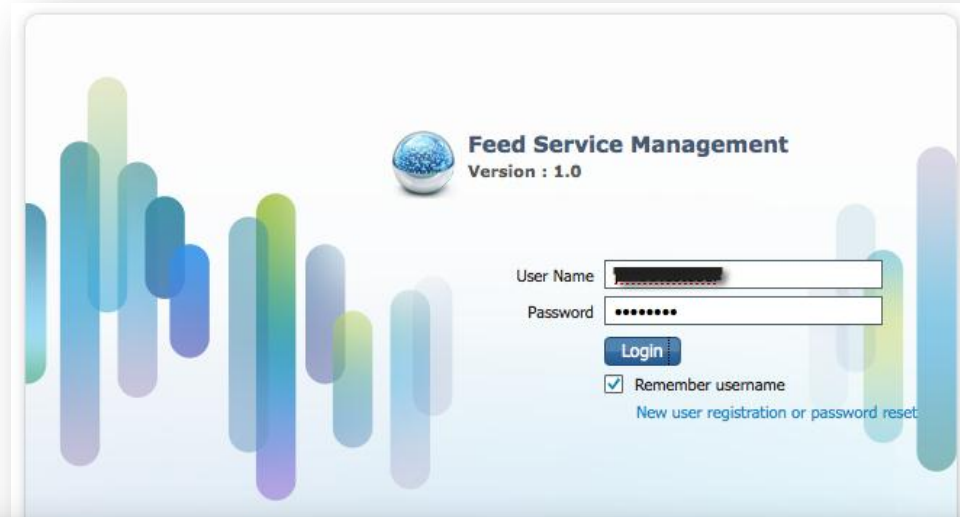 Feed Service Management
Version : 1.0
User Name
Password ••••••••
Login
Remember username
New user registration or password reset